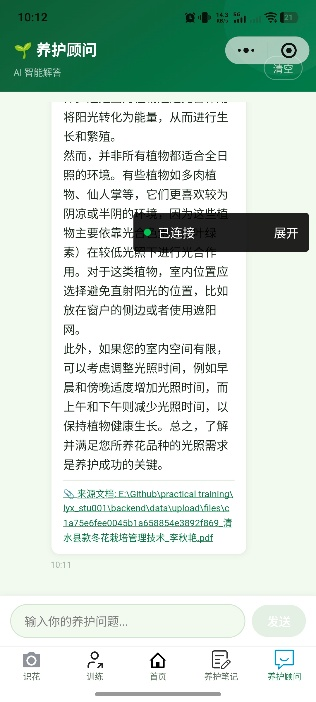 10:12
🌱 养护顾问
AI 智能解答
清空
将阳光转化为能量，从而进行生
长和繁殖。
然而，并非所有植物都适合全日
照的环境。有些植物如多肉植
物、仙人掌等，它们更喜欢较为
阴凉或半阴的环境，因为这些植
物主要依靠光
绿
素）在较低光照下进行光合作
用。对于这类植物，室内位置应
选择避免直射阳光的位置，比如
放在窗户的侧边或者使用遮阳
网。
此外，如果您的室内空间有限，
可以考虑调整光照时间，例如早
晨和傍晚适度增加光照时间，而
上午和下午则减少光照时间，以
保持植物健康生长。总之，了解
并满足您所养花品种的光照需求
是养护成功的关键。
已连接 展开
📎 来源文档: E:\Github\practical training\
lyx_stu001\backend\data\upload\files\c
1a75e6fee0045b1a658854e3892f869_清
水县款冬花栽培管理技术_李秋艳.pdf
10:11
输入你的养护问题...
发送
识花 训练 首页 养护笔记 养护顾问